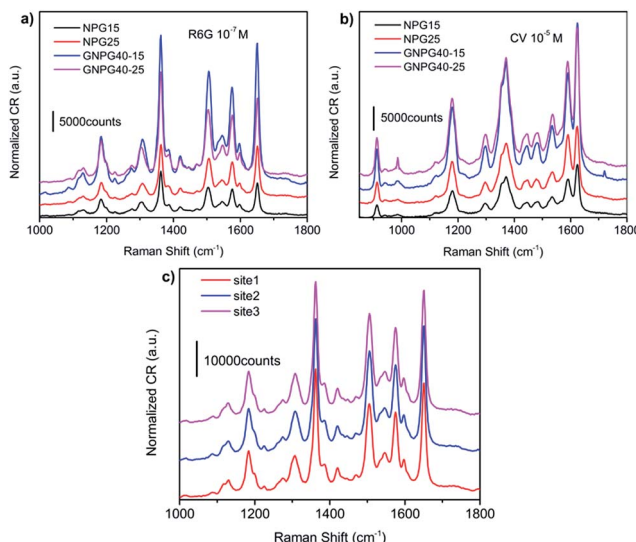 a)
NPG15
NPG25
GNPG40-15
GNPG40-25
R6G 10⁻⁷ M
5000counts
Normalized CR (a.u.)
1000 1200 1400 1600 1800
Raman Shift (cm⁻¹)
b)
NPG15
NPG25
GNPG40-15
GNPG40-25
CV 10⁻⁵ M
5000counts
Normalized CR (a.u.)
1000 1200 1400 1600 1800
Raman Shift (cm⁻¹)
c)
site1
site2
site3
10000counts
Normalized CR (a.u.)
1000 1200 1400 1600 1800
Raman Shift (cm⁻¹)